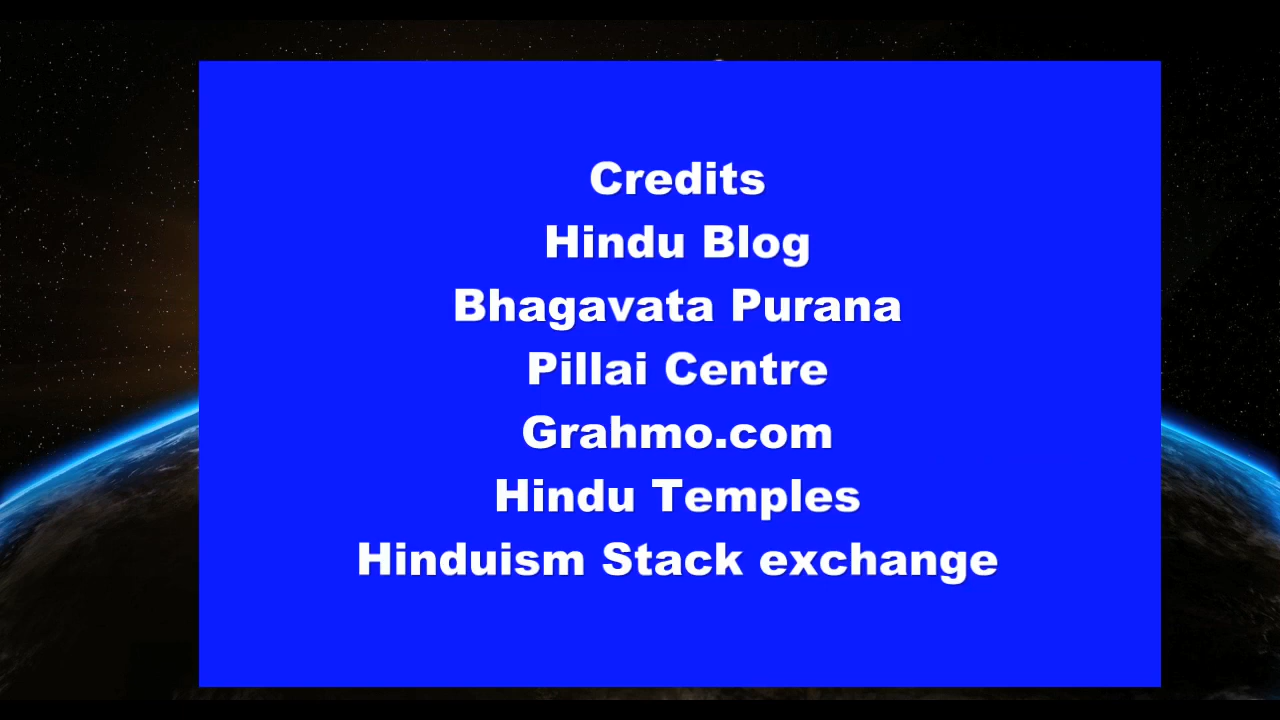 Credits
Hindu Blog
Bhagavata Purana
Pillai Centre
Grahmo.com
Hindu Temples
Hinduism Stack exchange